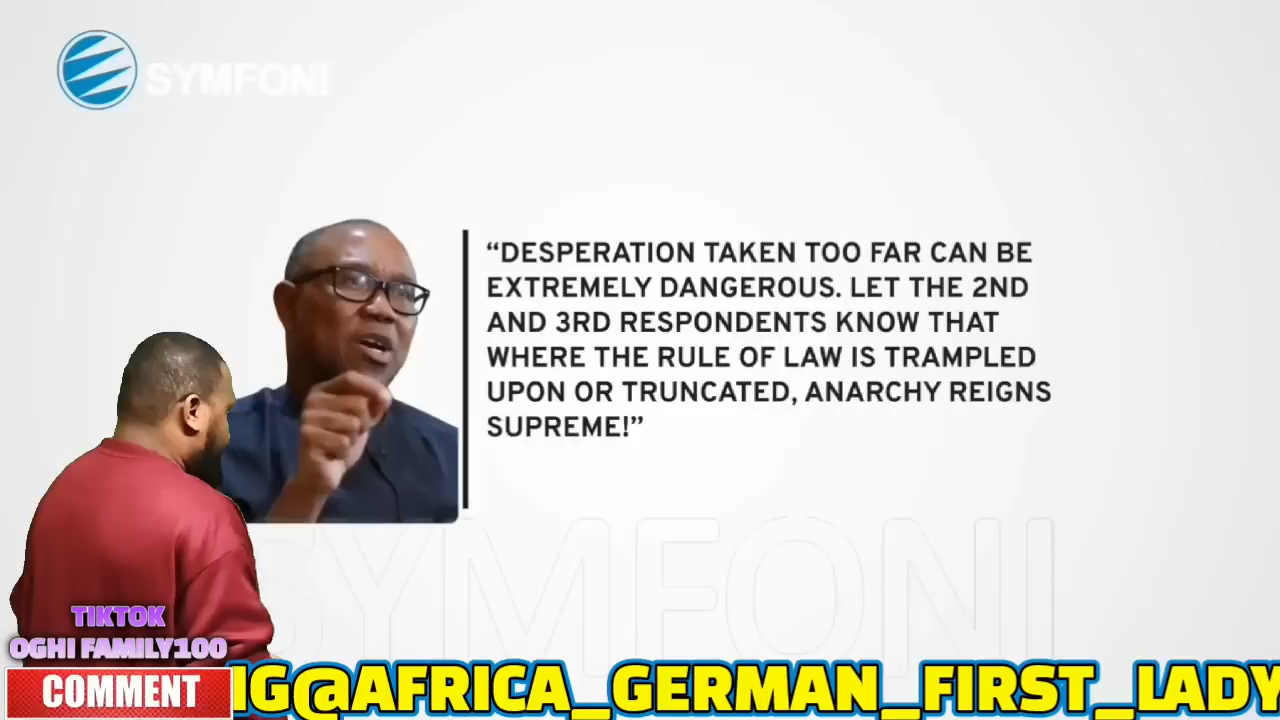 SYMFONI
“DESPERATION TAKEN TOO FAR CAN BE
EXTREMELY DANGEROUS. LET THE 2ND
AND 3RD RESPONDENTS KNOW THAT
WHERE THE RULE OF LAW IS TRAMPLED
UPON OR TRUNCATED, ANARCHY REIGNS
SUPREME!”
SYMFONI
TIKTOK
OGHI FAMILY100
COMMENT
IG@AFRICA_GERMAN_FIRST_LADY